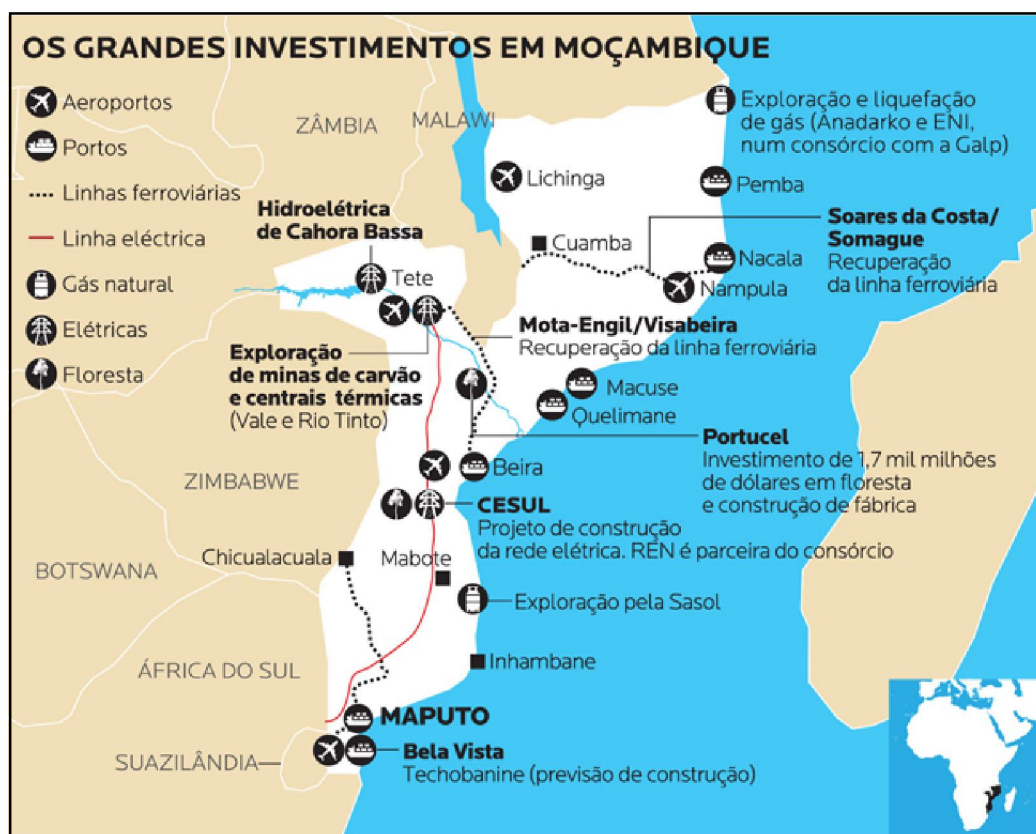 OS GRANDES INVESTIMENTOS EM MOÇAMBIQUE
Aeroportos
Portos
Linhas ferroviárias
Linha eléctrica
Gás natural
Elétricas
Floresta
ZÂMBIA
MALAWI
Exploração e liquefação
de gás (Anadarko e ENI,
num consórcio com a Galp)
Lichinga
Pemba
Hidroelétrica
de Cahora Bassa
Soares da Costa/
Somague
Recuperação
da linha ferroviária
Cuamba
Nacala
Nampula
Tete
Mota-Engil/Visabeira
Recuperação da linha ferroviária
Exploração
de minas de carvão
e centrais térmicas
(Vale e Rio Tinto)
Macuse
Quelimane
Portucel
Investimento de 1,7 mil milhões
de dólares em floresta
e construção de fábrica
Beira
ZIMBABWE
CESUL
Projeto de construção
da rede elétrica. REN é parceira do consórcio
Chicualacuala
Mabote
BOTSWANA
Exploração pela Sasol
Inhambane
ÁFRICA DO SUL
MAPUTO
Bela Vista
Techobanine (previsão de construção)
SUAZILÂNDIA